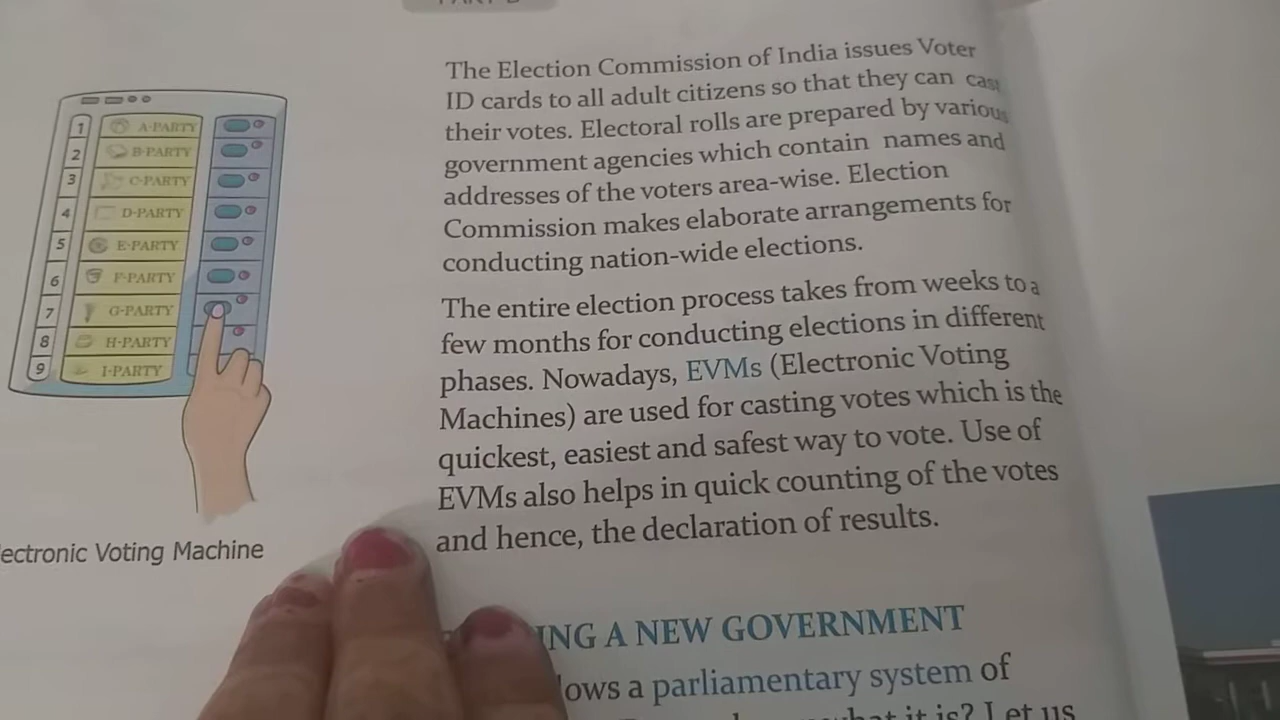 1 A-PARTY
2 B-PARTY
3 C-PARTY
4 D-PARTY
5 E-PARTY
6 F-PARTY
7 G-PARTY
8 H-PARTY
9 I-PARTY
Voting Machine
The Election Commission of India issues Voter
ID cards to all adult citizens so that they can cast
their votes. Electoral rolls are prepared by various
government agencies which contain names and
addresses of the voters area-wise. Election
Commission makes elaborate arrangements for
conducting nation-wide elections.
The entire election process takes from weeks to a
few months for conducting elections in different
phases. Nowadays, EVMs (Electronic Voting
Machines) are used for casting votes which is the
quickest, easiest and safest way to vote. Use of
EVMs also helps in quick counting of the votes
and hence, the declaration of results.
A NEW GOVERNMENT
a parliamentary system of
it is? Let us